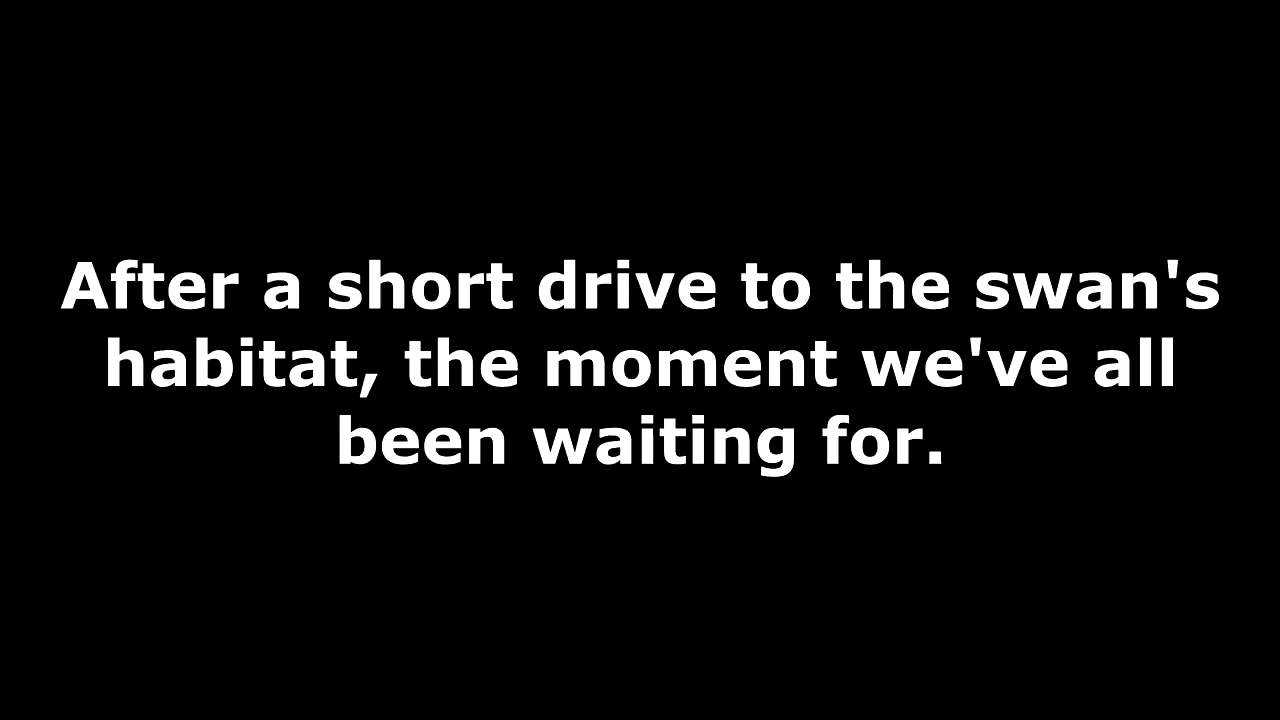 After a short drive to the swan's
habitat, the moment we've all
been waiting for.